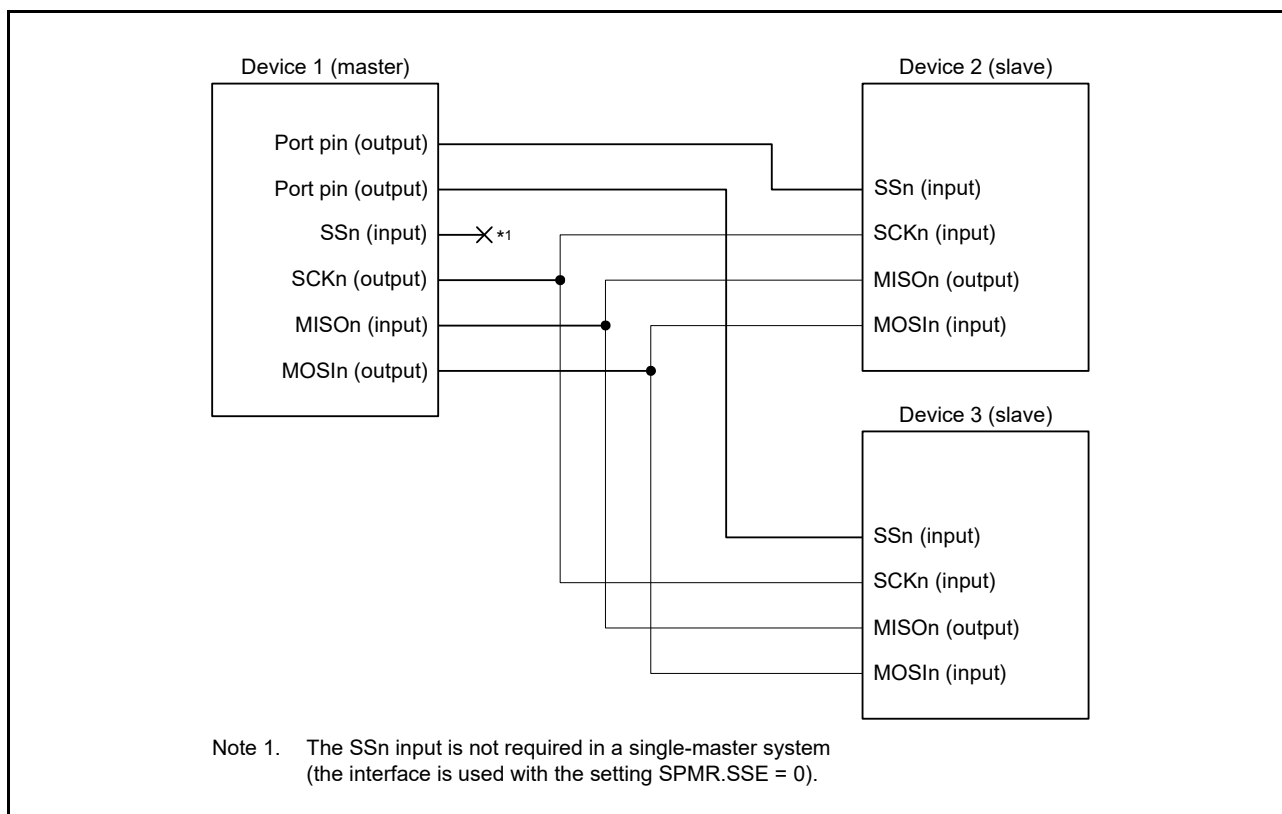 Device 1 (master)
Port pin (output)
Port pin (output)
SSn (input)
*1
SCKn (output)
MISOn (input)
MOSIn (output)
Device 2 (slave)
SSn (input)
SCKn (input)
MISOn (output)
MOSIn (input)
Device 3 (slave)
SSn (input)
SCKn (input)
MISOn (output)
MOSIn (input)
Note 1. The SSn input is not required in a single-master system
(the interface is used with the setting SPMR.SSE = 0).